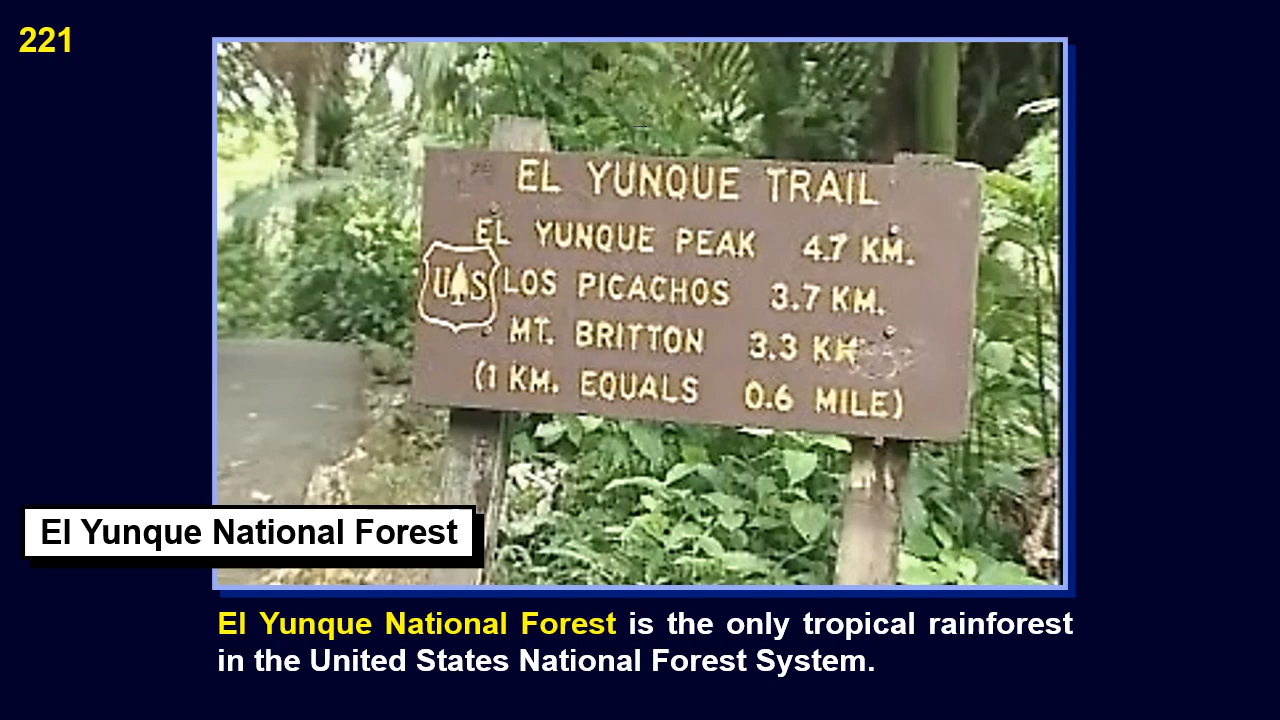 221
EL YUNQUE TRAIL
EL YUNQUE PEAK 4.7 KM.
US
LOS PICACHOS 3.7 KM.
MT. BRITTON 3.3 KM
(1 KM. EQUALS 0.6 MILE)
El Yunque National Forest
El Yunque National Forest is the only tropical rainforest
in the United States National Forest System.